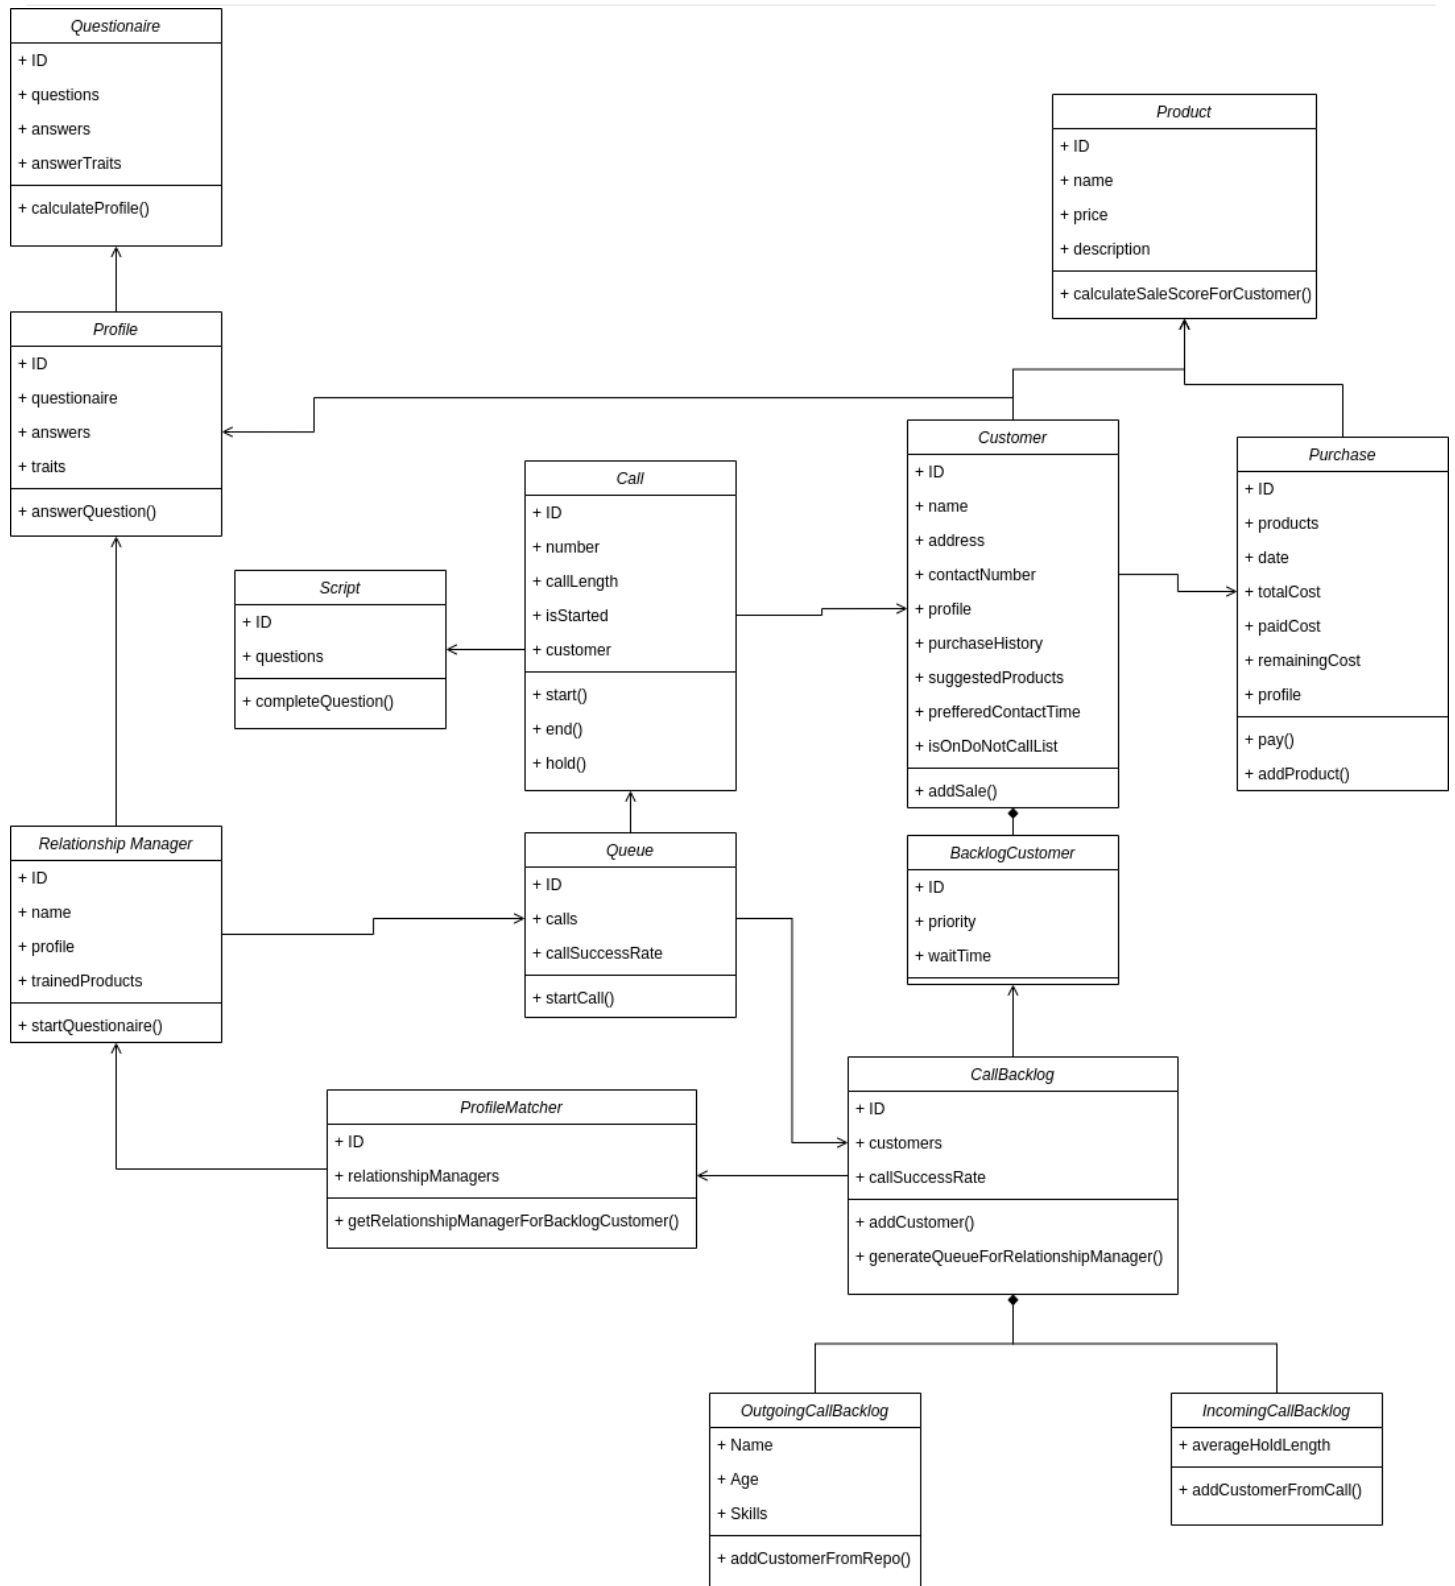 Questionaire
+ ID
+ questions
+ answers
+ answerTraits
+ calculateProfile()
Product
+ ID
+ name
+ price
+ description
+ calculateSaleScoreForCustomer()
Profile
+ ID
+ questionaire
+ answers
+ traits
+ answerQuestion()
Customer
+ ID
+ name
+ address
+ contactNumber
+ profile
+ purchaseHistory
+ suggestedProducts
+ prefferedContactTime
+ isOnDoNotCallList
+ addSale()
Purchase
+ ID
+ products
+ date
+ totalCost
+ paidCost
+ remainingCost
+ profile
+ pay()
+ addProduct()
Call
+ ID
+ number
+ callLength
+ isStarted
+ customer
+ start()
+ end()
+ hold()
Script
+ ID
+ questions
+ completeQuestion()
Relationship Manager
+ ID
+ name
+ profile
+ trainedProducts
+ startQuestionaire()
Queue
+ ID
+ calls
+ callSuccessRate
+ startCall()
BacklogCustomer
+ ID
+ priority
+ waitTime
ProfileMatcher
+ ID
+ relationshipManagers
+ getRelationshipManagerForBacklogCustomer()
CallBacklog
+ ID
+ customers
+ callSuccessRate
+ addCustomer()
+ generateQueueForRelationshipManager()
OutgoingCallBacklog
+ Name
+ Age
+ Skills
+ addCustomerFromRepo()
IncomingCallBacklog
+ averageHoldLength
+ addCustomerFromCall()